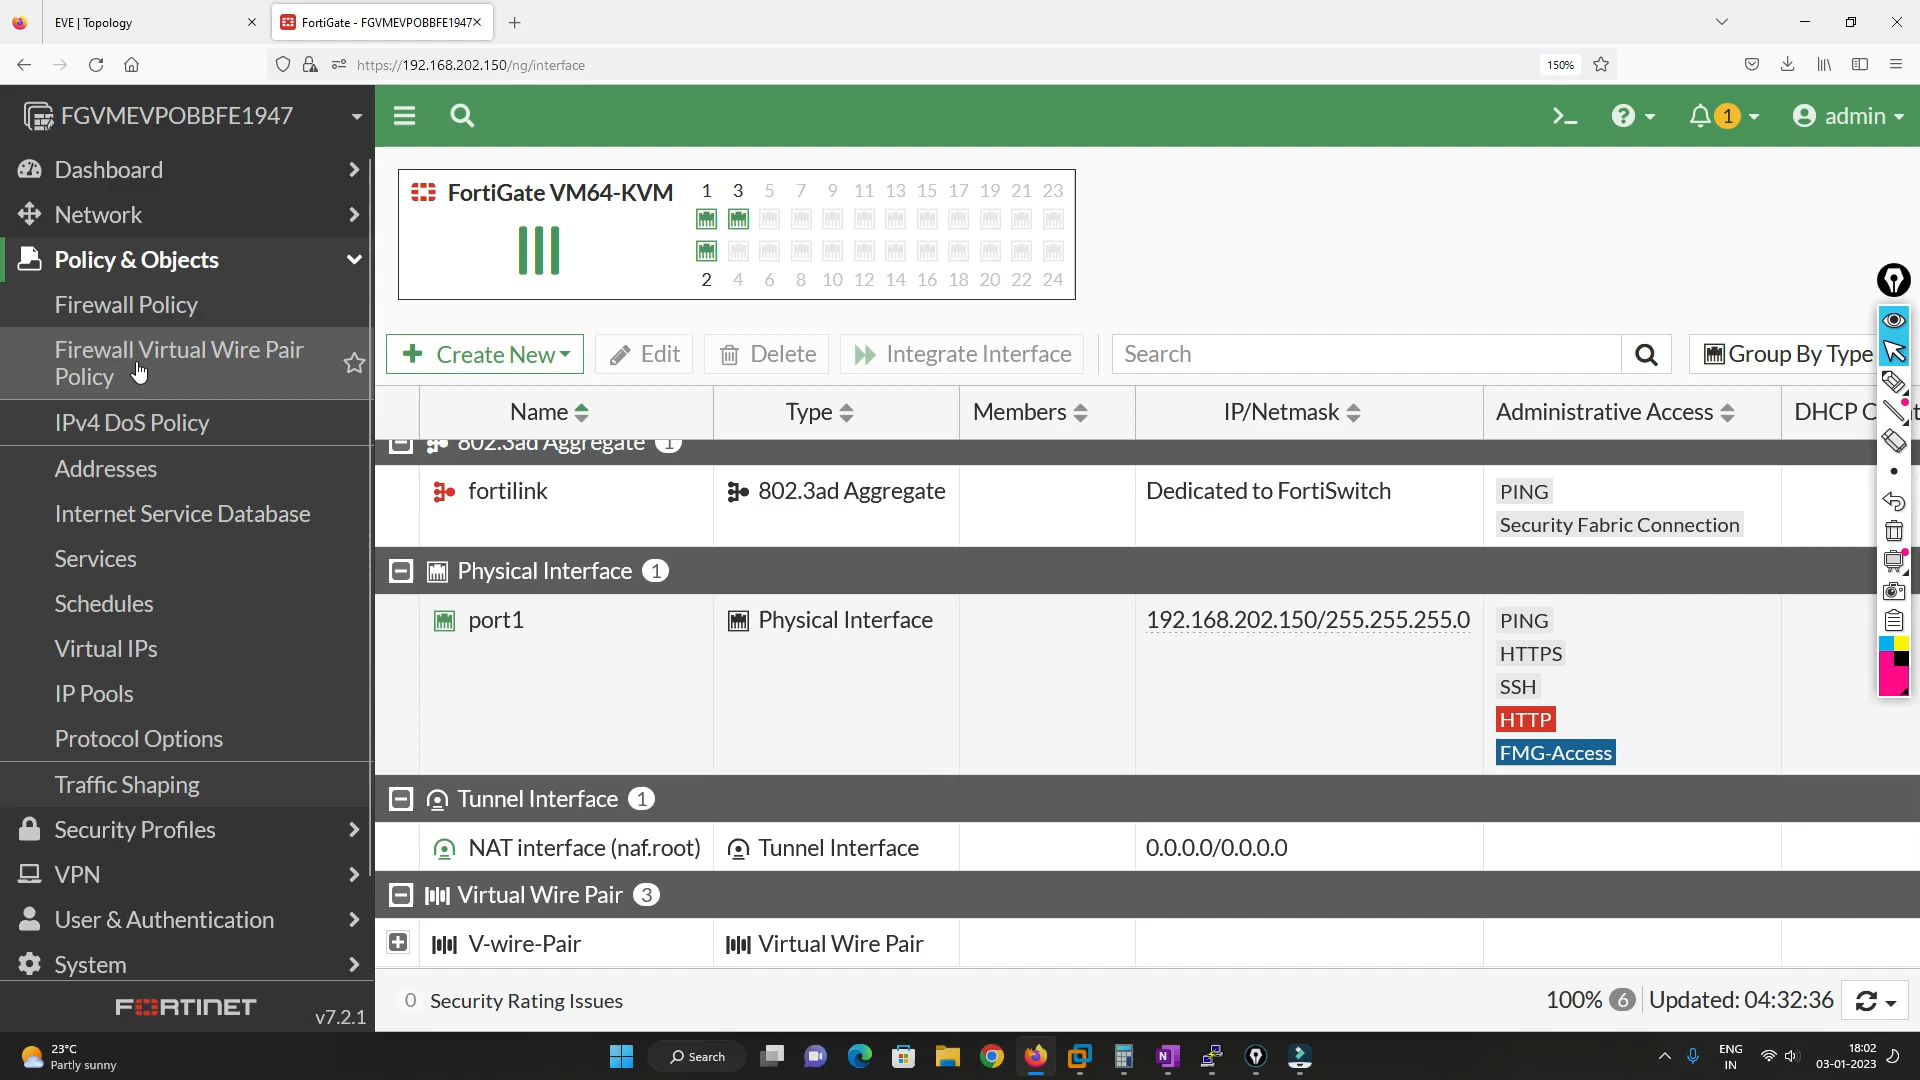 EVE | Topology
FortiGate - FGVMEVPOBBFE1947
https://192.168.202.150/ng/interface
150%
FGVMEVPOBBFE1947
1
admin
Dashboard
Network
Policy & Objects
Firewall Policy
Firewall Virtual Wire Pair
Policy
IPv4 DoS Policy
Addresses
Internet Service Database
Services
Schedules
Virtual IPs
IP Pools
Protocol Options
Traffic Shaping
Security Profiles
VPN
User & Authentication
System
FORTINET
v7.2.1
FortiGate VM64-KVM
1 3 5 7 9 11 13 15 17 19 21 23
2 4 6 8 10 12 14 16 18 20 22 24
Create New Edit Delete Integrate Interface Search Group By Type
Name Type Members IP/Netmask Administrative Access DHCP C
802.3ad Aggregate 1
fortilink 802.3ad Aggregate Dedicated to FortiSwitch PING
Security Fabric Connection
Physical Interface 1
port1 Physical Interface 192.168.202.150/255.255.255.0 PING
HTTPS
SSH
HTTP
FMG-Access
Tunnel Interface 1
NAT interface (naf.root) Tunnel Interface 0.0.0.0/0.0.0.0
Virtual Wire Pair 3
V-wire-Pair Virtual Wire Pair
0 Security Rating Issues
100% 6 Updated: 04:32:36
23°C
Partly sunny
Search
ENG
IN
18:02
03-01-2023